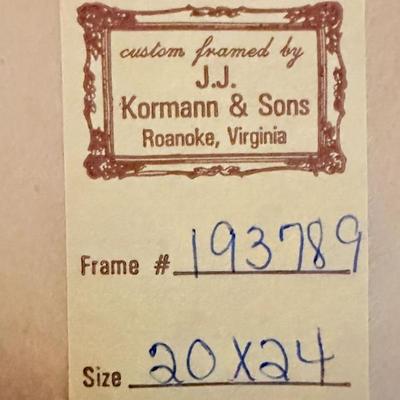 custom framed by
J.J.
Kormann & Sons
Roanoke, Virginia
Frame # 193789
Size 20X24